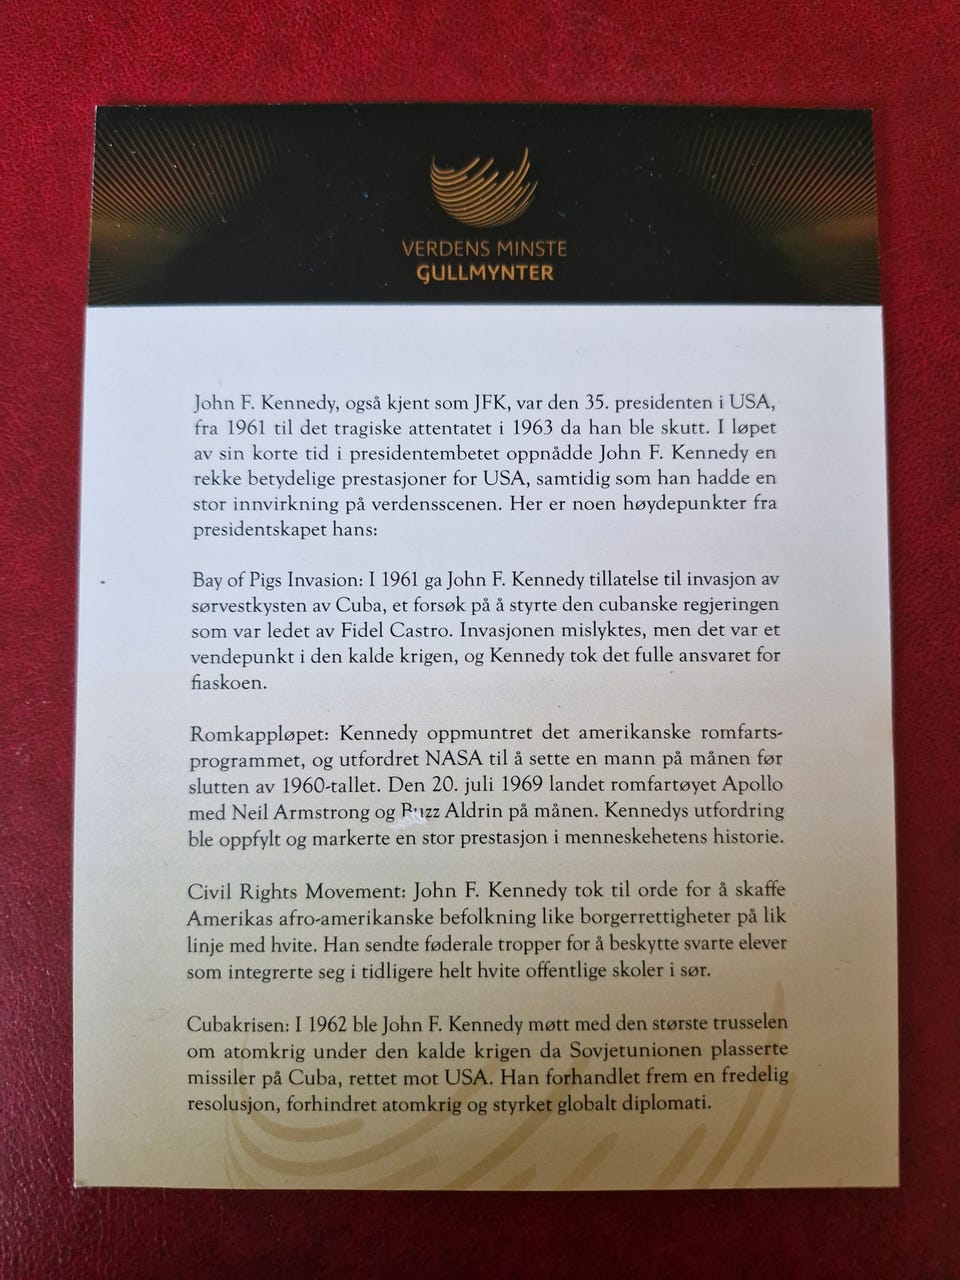 VERDENS MINSTE
GULLMYNTER
John F. Kennedy, også kjent som JFK, var den 35. presidenten i USA,
fra 1961 til det tragiske attentatet i 1963 da han ble skutt. I løpet
av sin korte tid i presidentembetet oppnådde John F. Kennedy en
rekke betydelige prestasjoner for USA, samtidig som han hadde en
stor innvirkning på verdensscenen. Her er noen høydepunkter fra
presidentskapet hans:
Bay of Pigs Invasion: I 1961 ga John F. Kennedy tillatelse til invasjon av
sørvestkysten av Cuba, et forsøk på å styrte den cubanske regjeringen
som var ledet av Fidel Castro. Invasjonen mislyktes, men det var et
vendepunkt i den kalde krigen, og Kennedy tok det fulle ansvaret for
fiaskoen.
Romkappløpet: Kennedy oppmuntret det amerikanske romfarts-
programmet, og utfordret NASA til å sette en mann på månen før
slutten av 1960-tallet. Den 20. juli 1969 landet romfartøyet Apollo
med Neil Armstrong og Buzz Aldrin på månen. Kennedys utfordring
ble oppfylt og markerte en stor prestasjon i menneskehetens historie.
Civil Rights Movement: John F. Kennedy tok til orde for å skaffe
Amerikas afro-amerikanske befolkning like borgerrettigheter på lik
linje med hvite. Han sendte føderale tropper for å beskytte svarte elever
som integrerte seg i tidligere helt hvite offentlige skoler i sør.
Cubakrisen: I 1962 ble John F. Kennedy møtt med den største trusselen
om atomkrig under den kalde krigen da Sovjetunionen plasserte
missiler på Cuba, rettet mot USA. Han forhandlet frem en fredelig
resolusjon, forhindret atomkrig og styrket globalt diplomati.